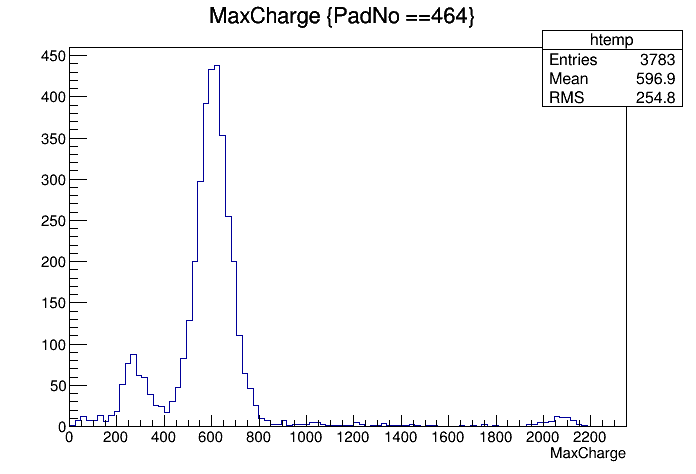 MaxCharge {PadNo ==464}
htemp
Entries 3783
Mean 596.9
RMS 254.8
450
400
350
300
250
200
150
100
50
0
0 200 400 600 800 1000 1200 1400 1600 1800 2000 2200
MaxCharge